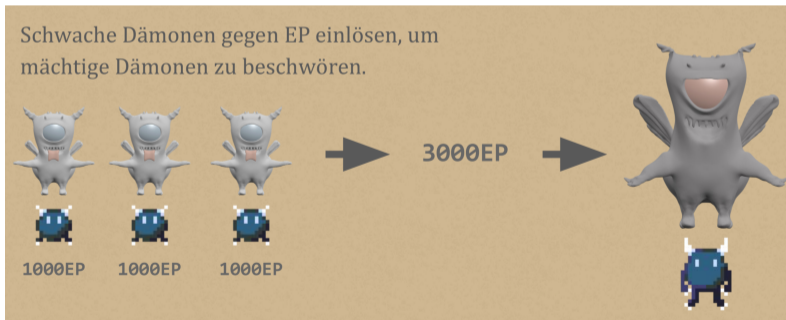 Schwache Dämonen gegen EP einlösen, um
mächtige Dämonen zu beschwören.
3000EP
1000EP 1000EP 1000EP